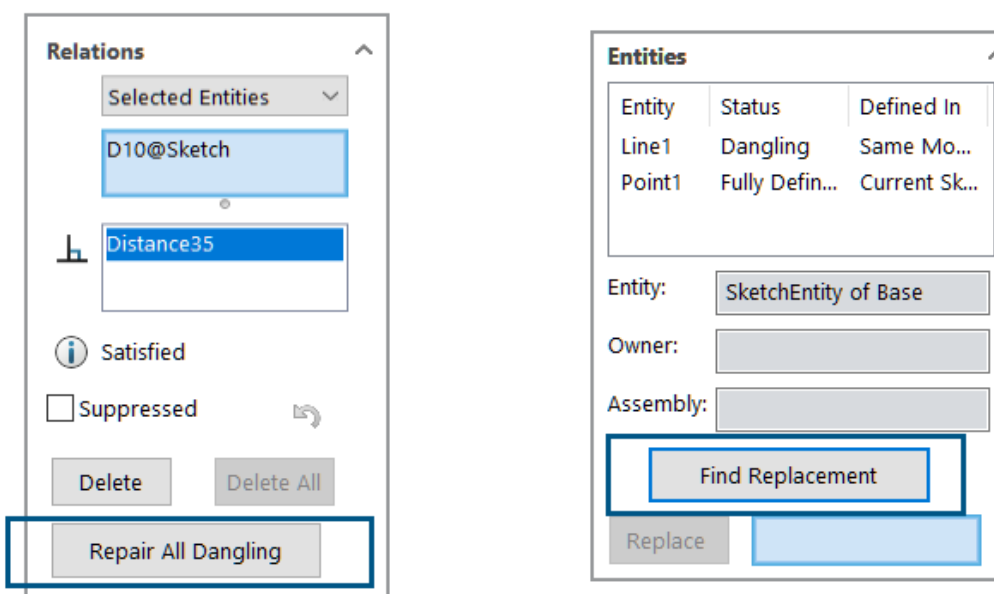 Relations
Selected Entities
D10@Sketch
Distance35
Satisfied
Suppressed
Delete Delete All
Repair All Dangling
Entities
Entity Status Defined In
Line1 Dangling Same Mo...
Point1 Fully Defin... Current Sk...
Entity: SketchEntity of Base
Owner:
Assembly:
Find Replacement
Replace